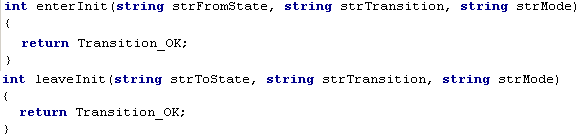 int enterInit(string strFromState, string strTransition, string strMode)
{
return Transition_OK;
}
int leaveInit(string strToState, string strTransition, string strMode)
{
return Transition_OK;
}